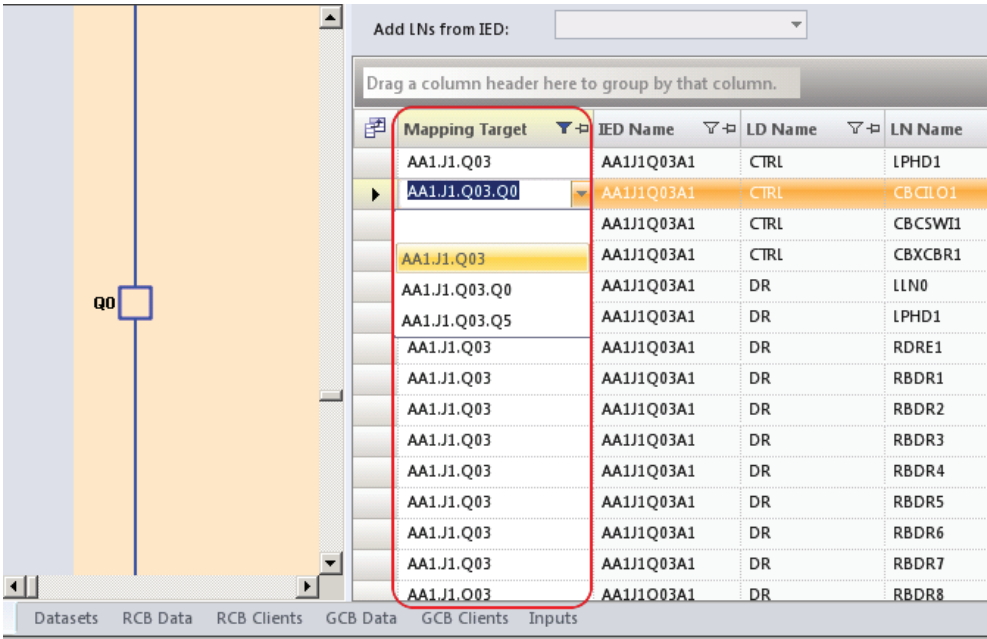 Add LNs from IED:
Drag a column header here to group by that column.
Mapping Target IED Name LD Name LN Name
AA1.J1.Q03 AA1J1Q03A1 CTRL LPHD1
AA1.J1.Q03.Q0 AA1J1Q03A1 CTRL CBCILO1
AA1J1Q03A1 CTRL CBCSWI1
AA1.J1.Q03 AA1J1Q03A1 CTRL CBXCBR1
AA1.J1.Q03.Q0 AA1J1Q03A1 DR LLN0
AA1.J1.Q03.Q5 AA1J1Q03A1 DR LPHD1
AA1.J1.Q03 AA1J1Q03A1 DR RDRE1
AA1.J1.Q03 AA1J1Q03A1 DR RBDR1
AA1.J1.Q03 AA1J1Q03A1 DR RBDR2
AA1.J1.Q03 AA1J1Q03A1 DR RBDR3
AA1.J1.Q03 AA1J1Q03A1 DR RBDR4
AA1.J1.Q03 AA1J1Q03A1 DR RBDR5
AA1.J1.Q03 AA1J1Q03A1 DR RBDR6
AA1.J1.Q03 AA1J1Q03A1 DR RBDR7
AA1.J1.Q03 AA1J1Q03A1 DR RBDR8
Q0
Datasets RCB Data RCB Clients GCB Data GCB Clients Inputs